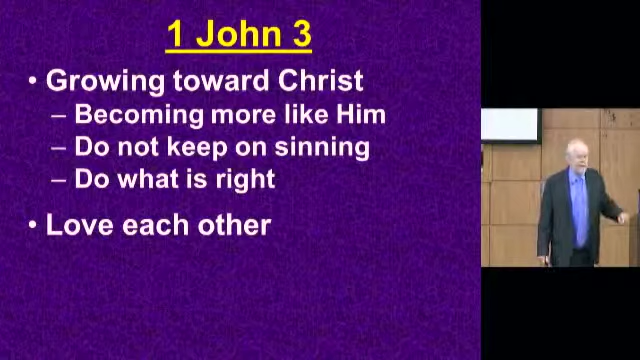 1 John 3
• Growing toward Christ
– Becoming more like Him
– Do not keep on sinning
– Do what is right
• Love each other